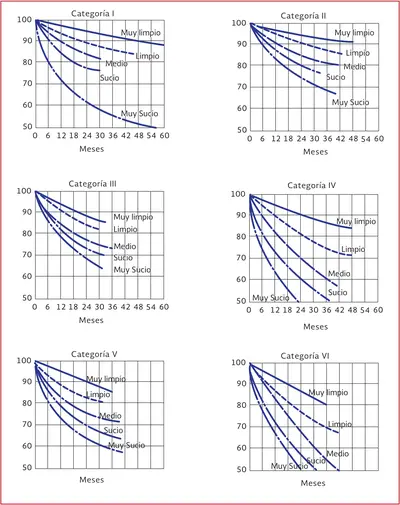 Categoría I
100
90
80
70
60
50
Muy limpio
Limpio
Medio
Sucio
Muy Sucio
0 6 12 18 24 30 36 42 48 54 60
Meses
Categoría II
100
90
80
70
60
50
Muy limpio
Limpio
Medio
Sucio
Muy Sucio
0 6 12 18 24 30 34 36 42 48 54 60
Meses
Categoría III
100
90
80
70
60
50
Muy limpio
Limpio
Medio
Sucio
Muy Sucio
0 6 12 18 24 30 36 42 48 54 60
Meses
Categoría IV
100
90
80
70
60
50
Muy limpio
Limpio
Medio
Sucio
Muy Sucio
0 6 12 18 24 30 36 42 48 54 60
Meses
Categoría V
100
90
80
70
60
50
Muy limpio
Limpio
Medio
Sucio
Muy Sucio
Meses
Categoría VI
100
90
80
70
60
50
Muy limpio
Limpio
Medio
Sucio
Muy Sucio
Meses